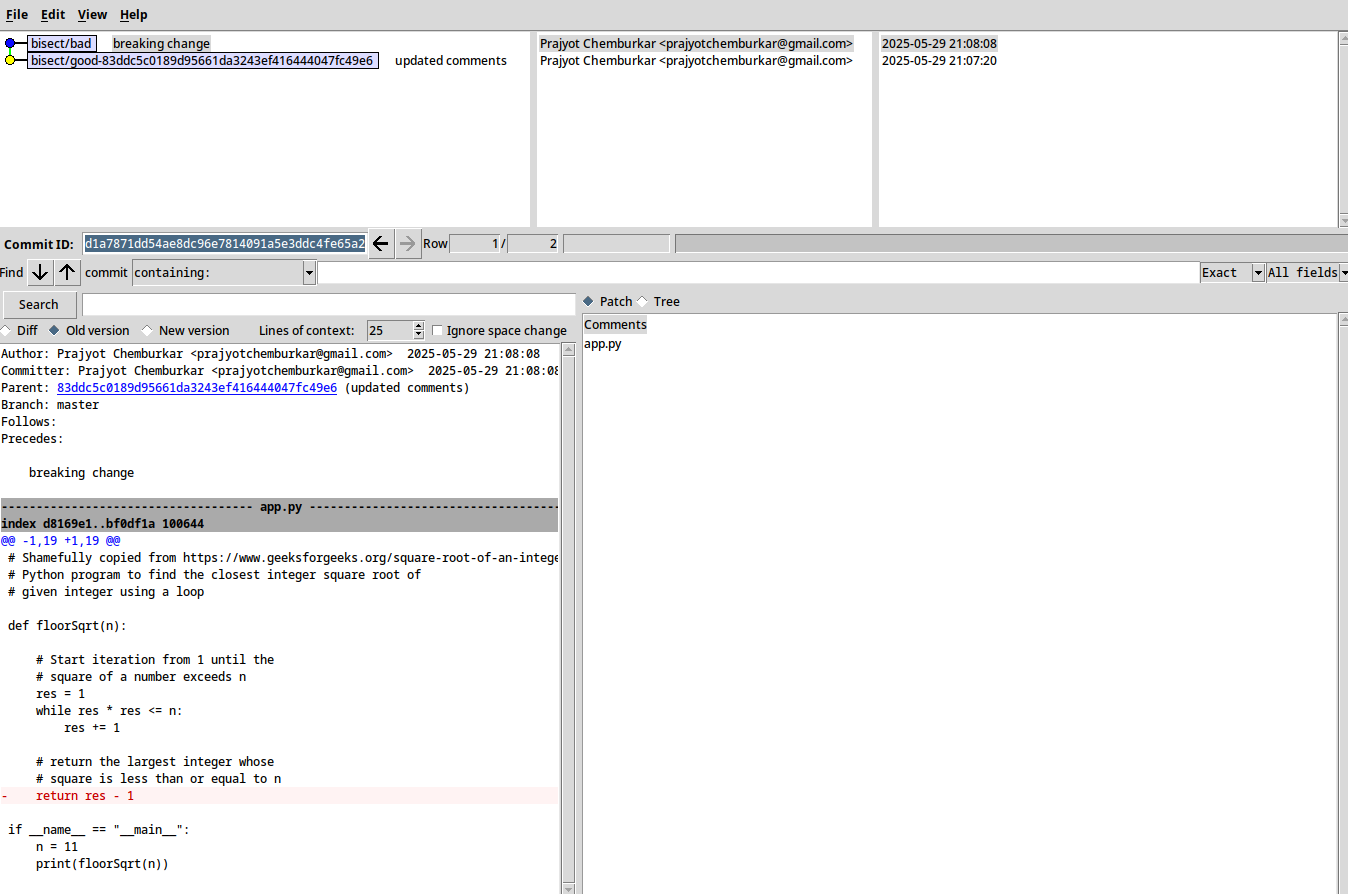 File Edit View Help
bisect/bad breaking change Prajyot Chemburkar <prajyotchemburkar@gmail.com> 2025-05-29 21:08:08
bisect/good-83ddc5c0189d95661da3243ef416444047fc49e6 updated comments Prajyot Chemburkar <prajyotchemburkar@gmail.com> 2025-05-29 21:07:20
Commit ID: d1a7871dd54ae8dc96e7814091a5e3ddc4fe65a2 Row 1 / 2
Find commit containing: Exact All fields
Search Patch Tree
Diff Old version New version Lines of context: 25 Ignore space change
Comments
app.py
Author: Prajyot Chemburkar <prajyotchemburkar@gmail.com>  2025-05-29 21:08:08
Committer: Prajyot Chemburkar <prajyotchemburkar@gmail.com>  2025-05-29 21:08:08
Parent: 83ddc5c0189d95661da3243ef416444047fc49e6 (updated comments)
Branch: master
Follows:
Precedes:
breaking change
------------------------------------ app.py ------------------------------------
index d8169e1..bf0df1a 100644
@@ -1,19 +1,19 @@
# Shamefully copied from https://www.geeksforgeeks.org/square-root-of-an-intege
# Python program to find the closest integer square root of
# given integer using a loop
def floorSqrt(n):
# Start iteration from 1 until the
# square of a number exceeds n
res = 1
while res * res <= n:
res += 1
# return the largest integer whose
# square is less than or equal to n
- return res - 1
if __name__ == "__main__":
n = 11
print(floorSqrt(n))